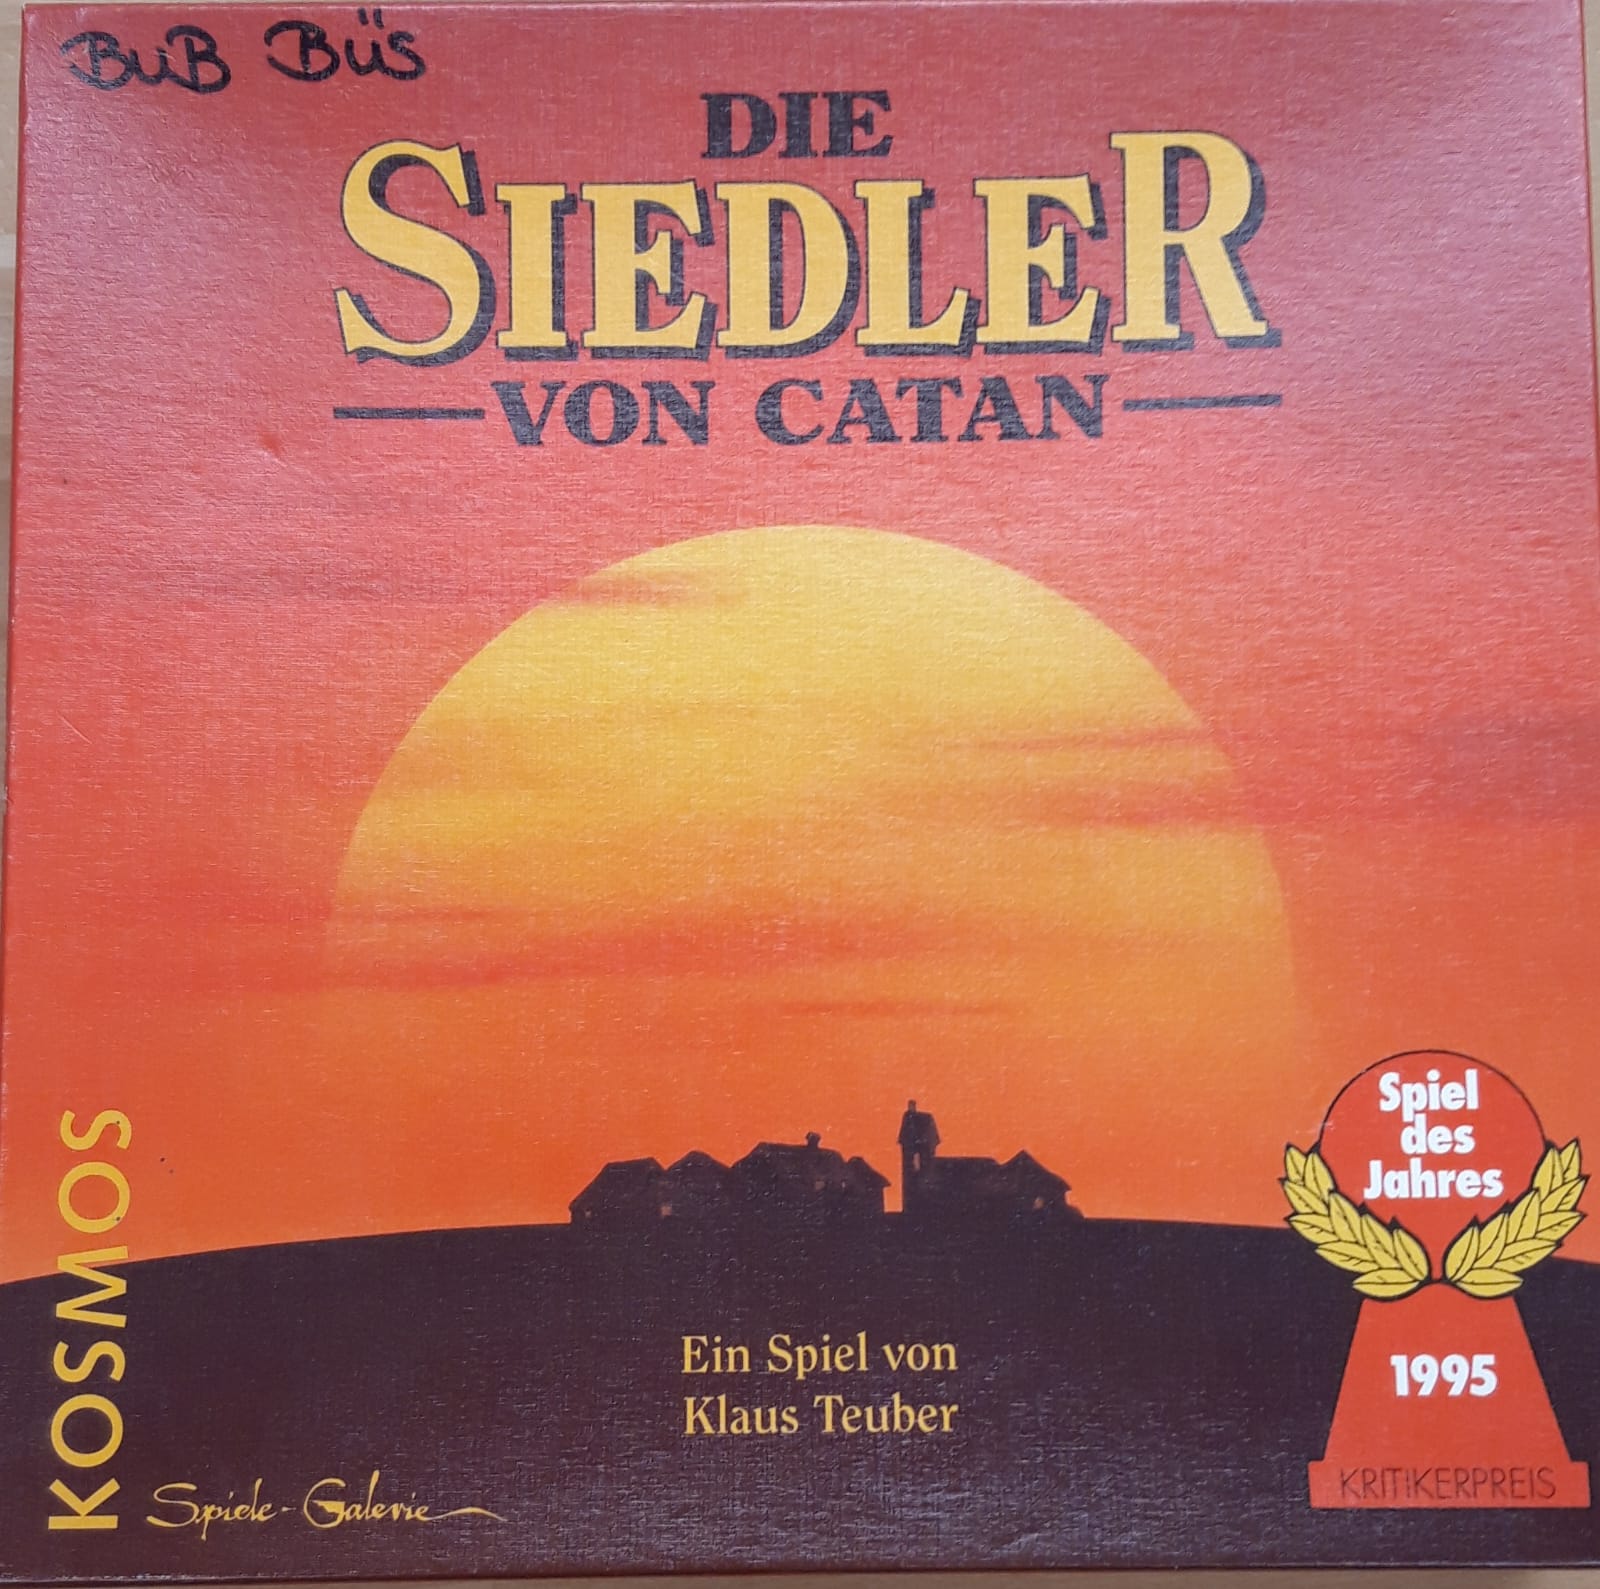 BuB Büs
DIE
SIEDLER
VON CATAN
Spiel
des
Jahres
1995
KRITIKERPREIS
Ein Spiel von
Klaus Teuber
KOSMOS
Spiele-Galerie